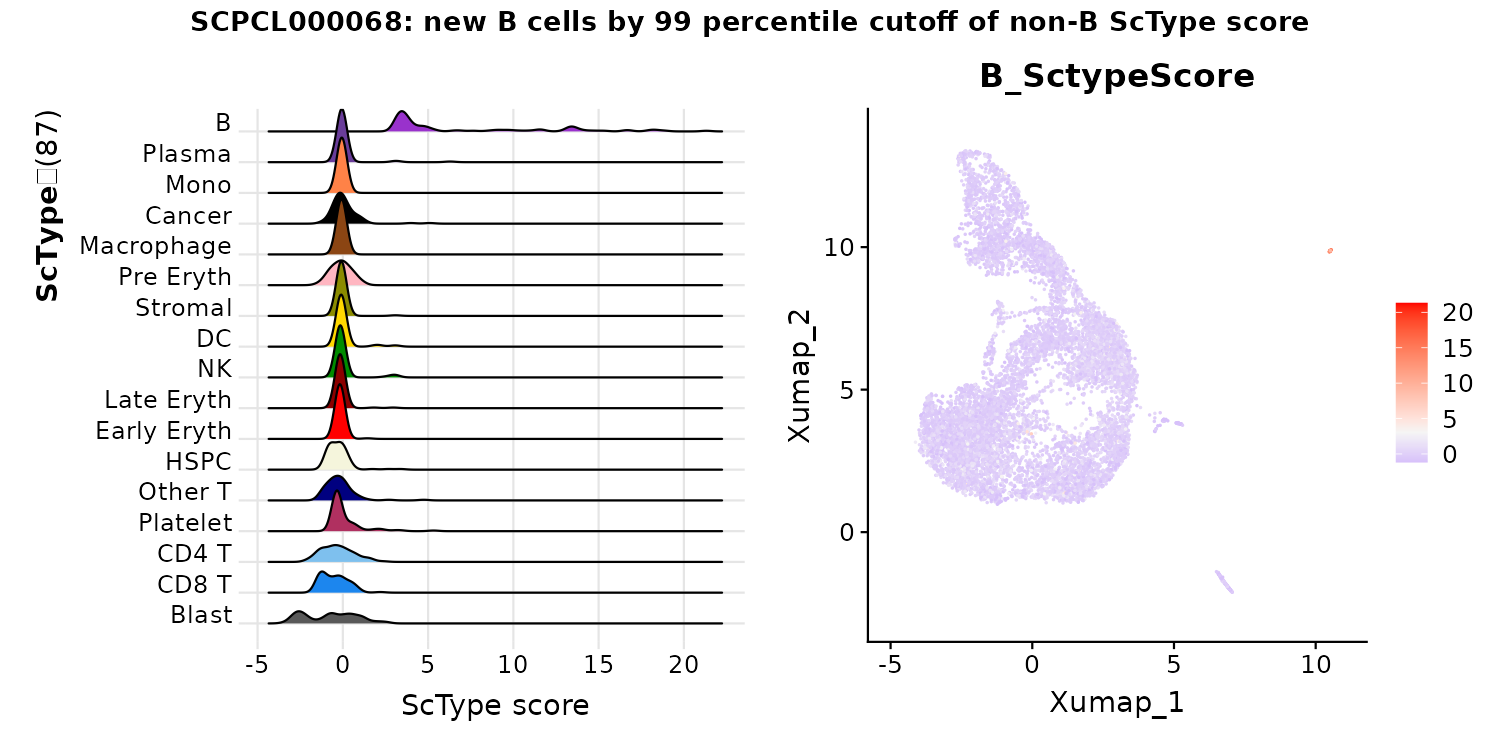 SCPCL000068: new B cells by 99 percentile cutoff of non-B ScType score
ScType□(87)
B
Plasma
Mono
Cancer
Macrophage
Pre Eryth
Stromal
DC
NK
Late Eryth
Early Eryth
HSPC
Other T
Platelet
CD4 T
CD8 T
Blast
-5 0 5 10 15 20
ScType score
B_SctypeScore
Xumap_2
10
5
0
-5 0 5 10
Xumap_1
20
15
10
5
0